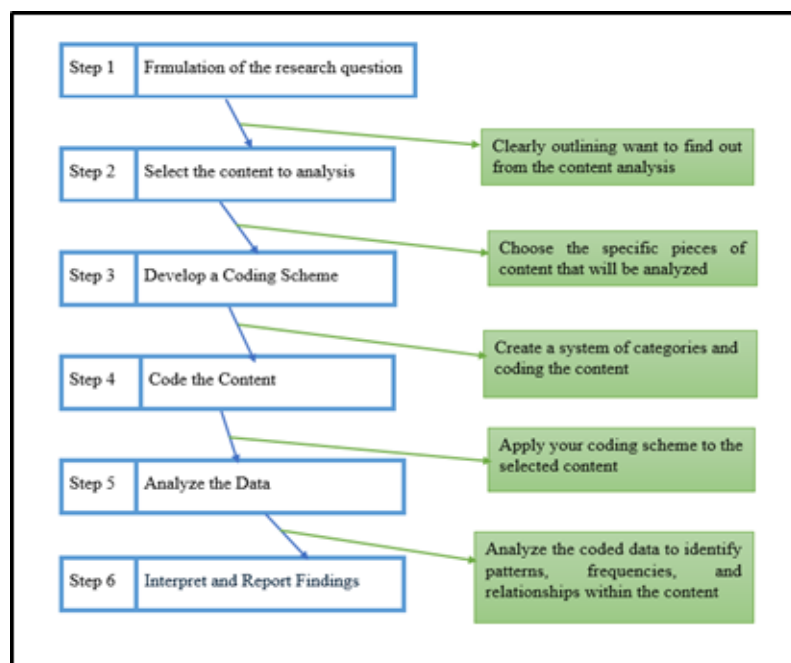 Step 1 Frmulation of the research question
Clearly outlining want to find out
from the content analysis
Step 2 Select the content to analysis
Choose the specific pieces of
content that will be analyzed
Step 3 Develop a Coding Scheme
Create a system of categories and
coding the content
Step 4 Code the Content
Apply your coding scheme to the
selected content
Step 5 Analyze the Data
Analyze the coded data to identify
patterns, frequencies, and
relationships within the content
Step 6 Interpret and Report Findings